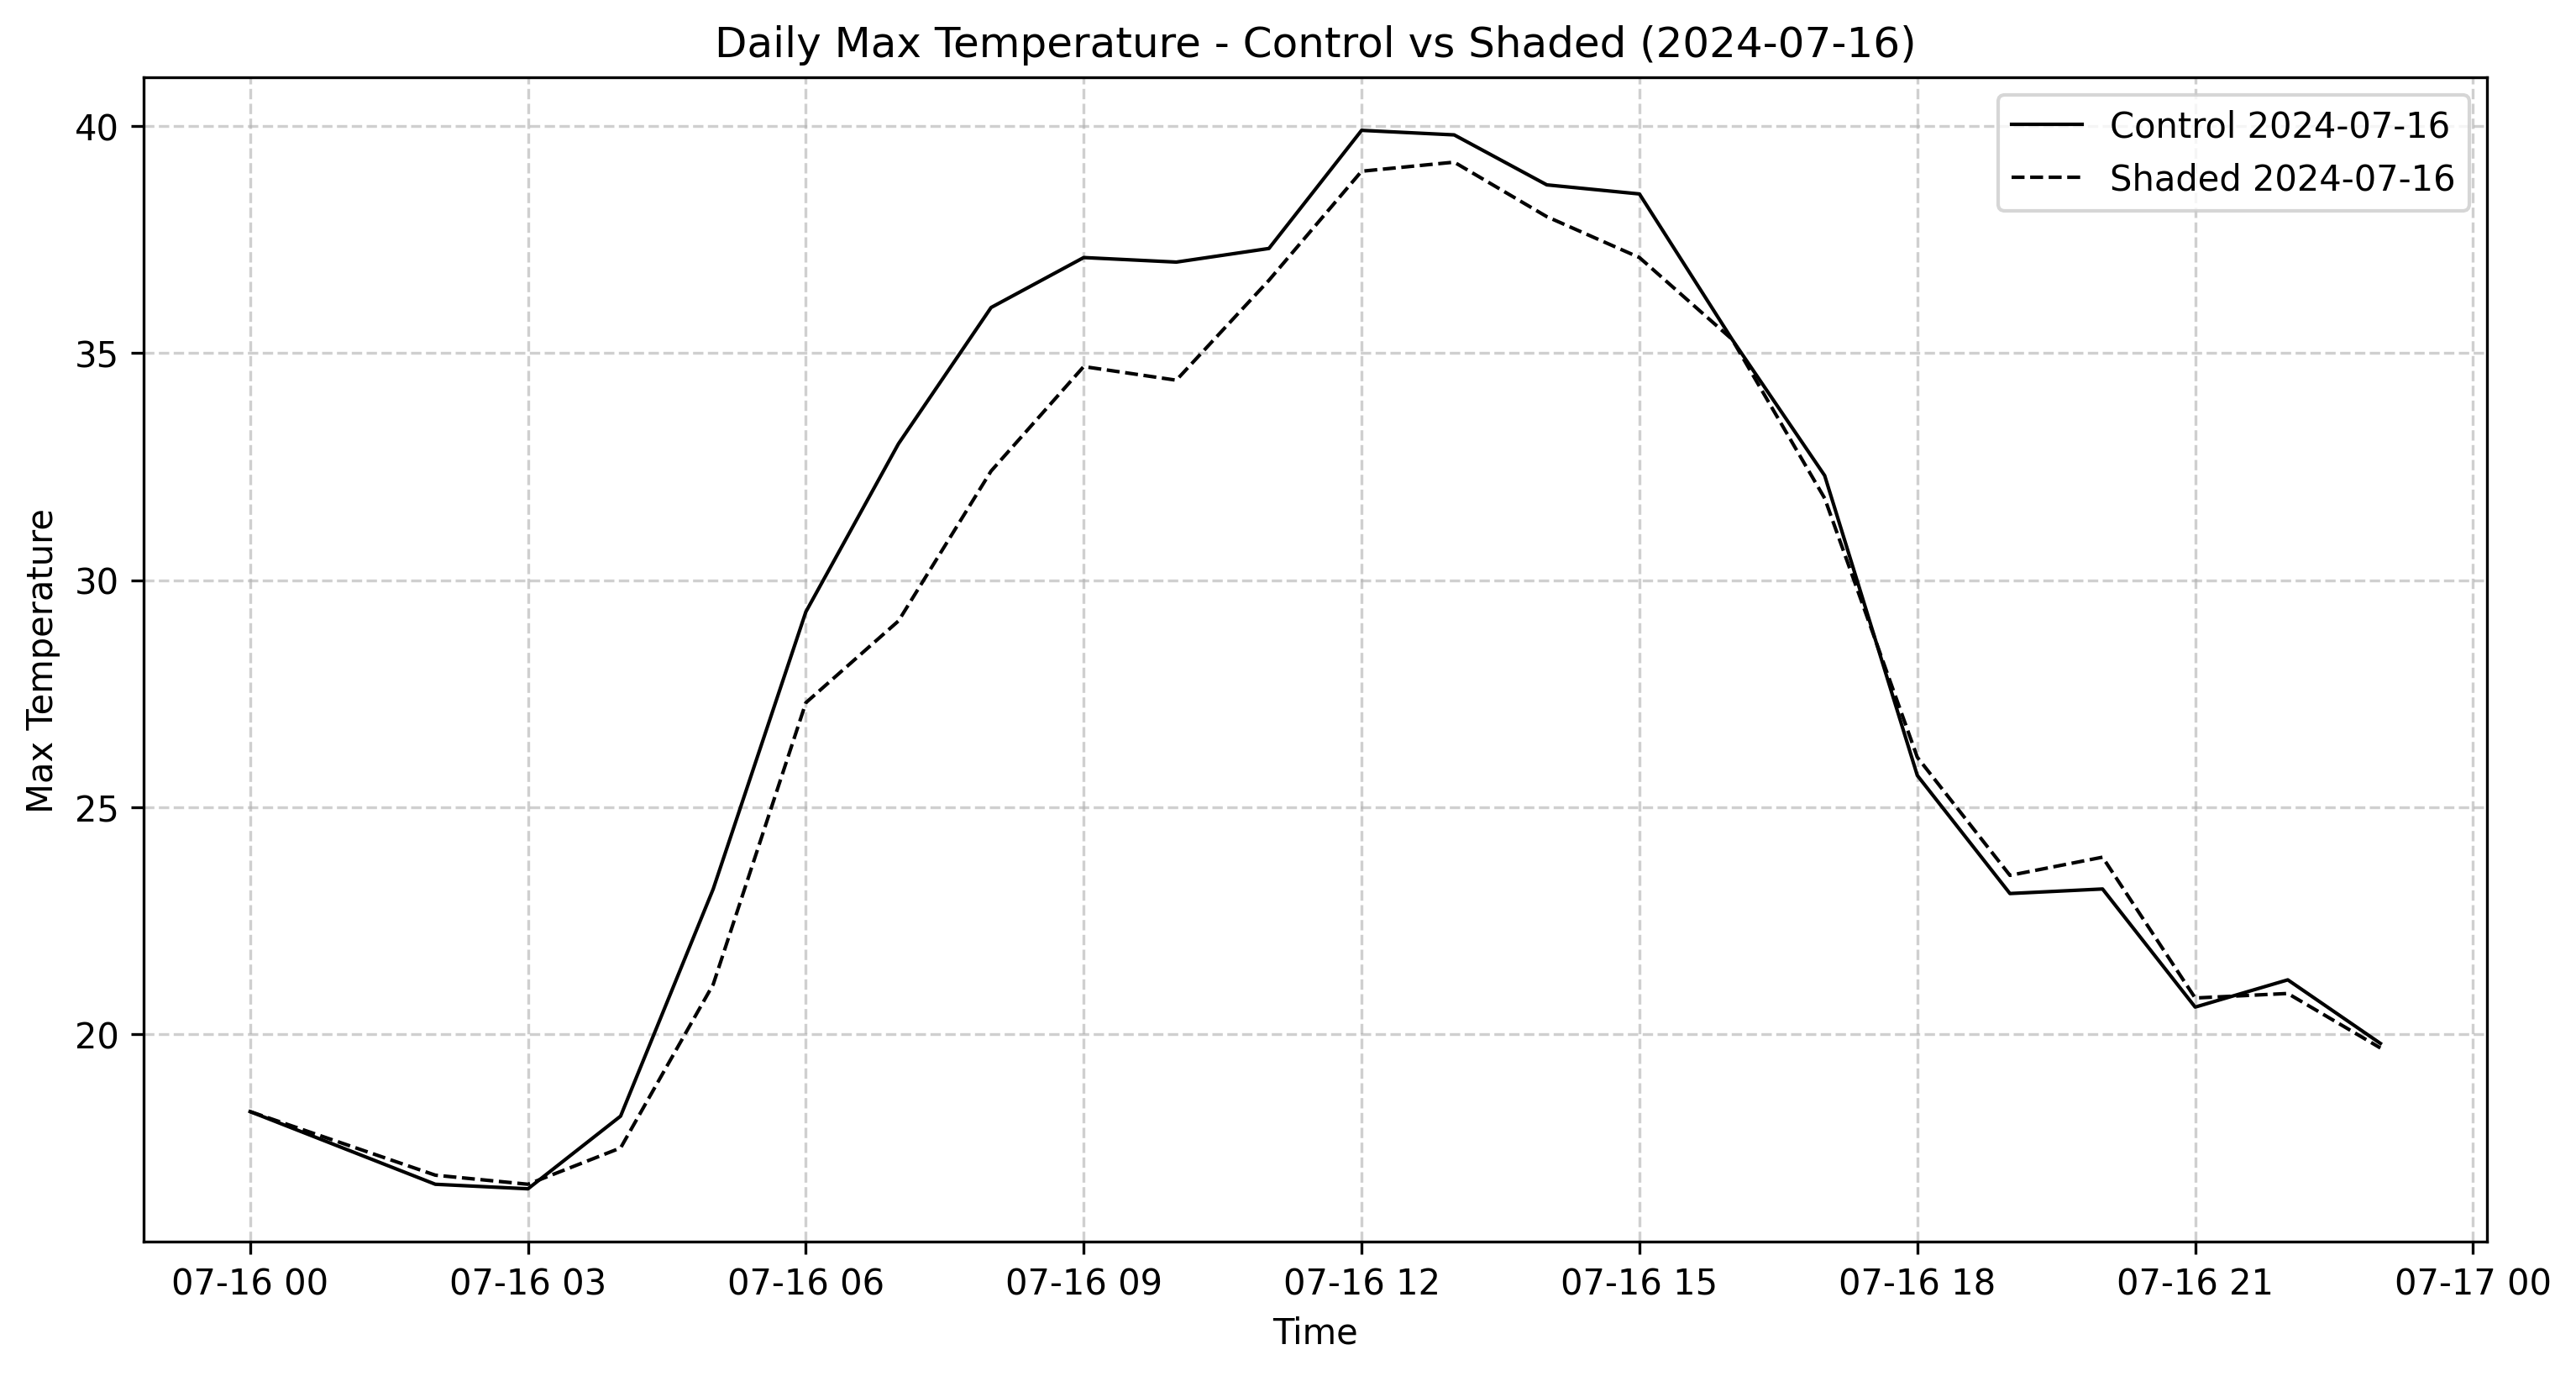 Daily Max Temperature - Control vs Shaded (2024-07-16)
Control 2024-07-16
Shaded 2024-07-16
Max Temperature
40
35
30
25
20
07-16 00
07-16 03
07-16 06
07-16 09
07-16 12
07-16 15
07-16 18
07-16 21
07-17 00
Time